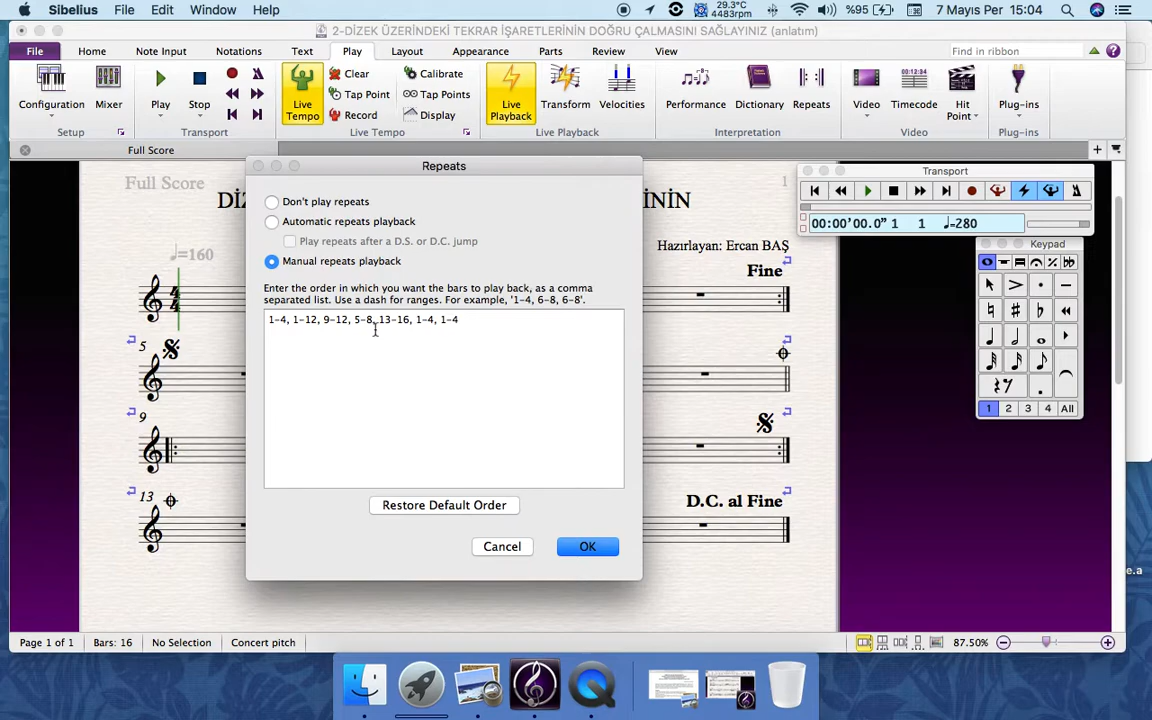 Sibelius File Edit Window Help
29.3°C
4483rpm
%95
7 Mayıs Per 15:04
2-DİZEK ÜZERİNDEKİ TEKRAR İŞARETLERİNİN DOĞRU ÇALMASINI SAĞLAYINIZ (anlatım)
File Home Note Input Notations Text Play Layout Appearance Parts Review View Find in ribbon
Configuration Mixer Play Stop
Live Tempo
Clear
Tap Point
Record
Calibrate
Tap Points
Display
Live Playback
Transform Velocities Performance Dictionary Repeats Video Timecode
Hit Point
Plug-ins
Setup Transport Live Tempo Live Playback Interpretation Video Plug-ins
Full Score
Full Score
1
Hazırlayan: Ercan BAŞ
=160
Fine
5
9
13
D.C. al Fine
Repeats
Don't play repeats
Automatic repeats playback
Play repeats after a D.S. or D.C. jump
Manual repeats playback
Enter the order in which you want the bars to play back, as a comma
separated list. Use a dash for ranges. For example, '1-4, 6-8, 6-8'.
1-4, 1-12, 9-12, 5-8, 13-16, 1-4, 1-4
Restore Default Order
Cancel OK
Transport
00:00'00.0" 1 1 =280
Keypad
1 2 3 4 All
Page 1 of 1 Bars: 16 No Selection Concert pitch 87.50%
e.a